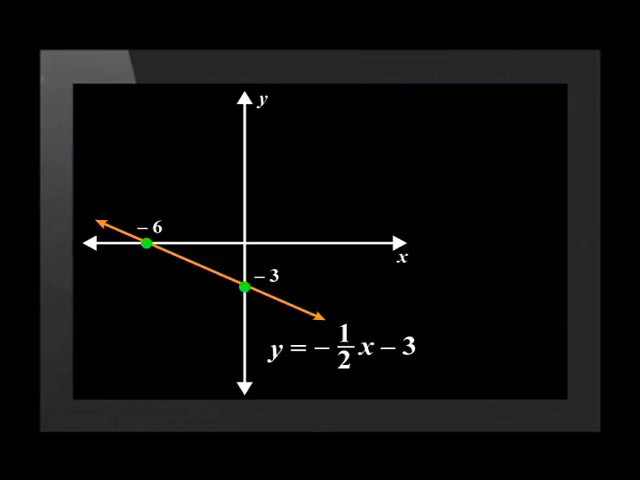 y
– 6
x
– 3
y = – 1/2 x – 3